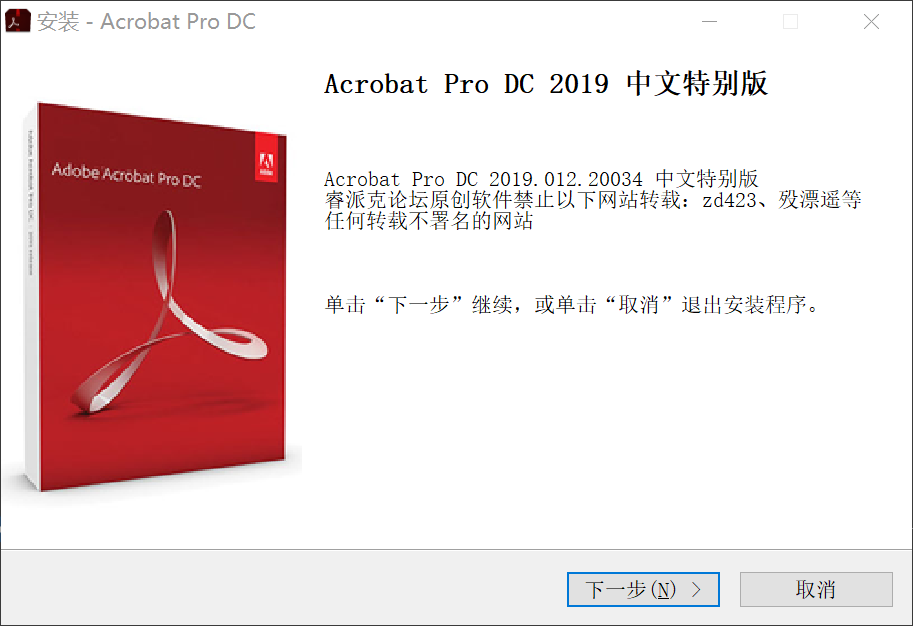 安装 - Acrobat Pro DC
Acrobat Pro DC 2019 中文特别版
Adobe Acrobat Pro DC
Adobe
Acrobat Pro DC 2019.012.20034 中文特别版
睿派克论坛原创软件禁止以下网站转载：zd423、殁漂遥等
任何转载不署名的网站
单击“下一步”继续，或单击“取消”退出安装程序。
下一步(N) >
取消